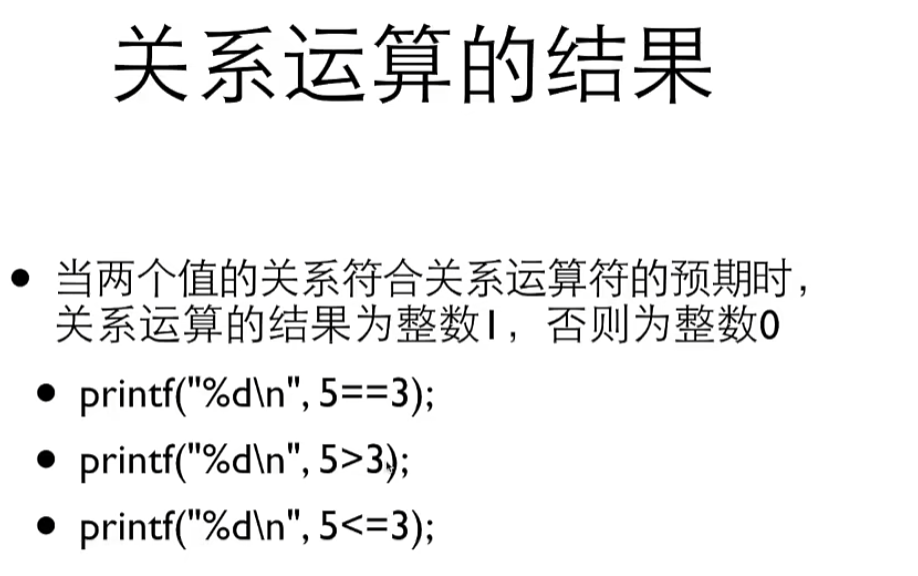 关系运算的结果
• 当两个值的关系符合关系运算符的预期时，
关系运算的结果为整数1，否则为整数0
• printf("%d\n", 5==3);
• printf("%d\n", 5>3);
• printf("%d\n", 5<=3);